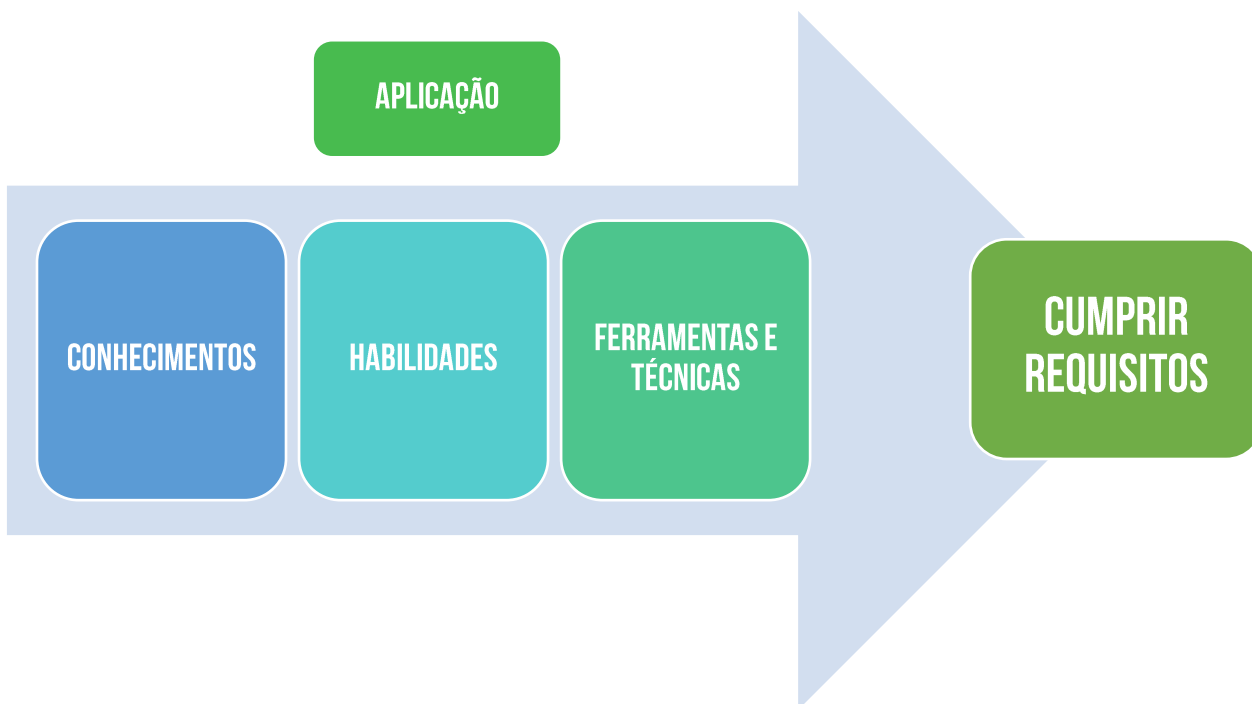 APLICAÇÃO
CONHECIMENTOS
HABILIDADES
FERRAMENTAS E
TÉCNICAS
CUMPRIR
REQUISITOS